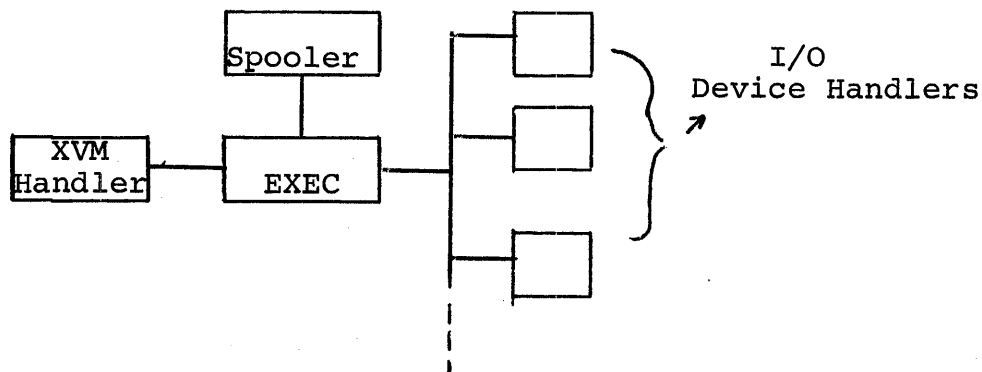 Spooler
I/O
Device Handlers
XVM
Handler
EXEC